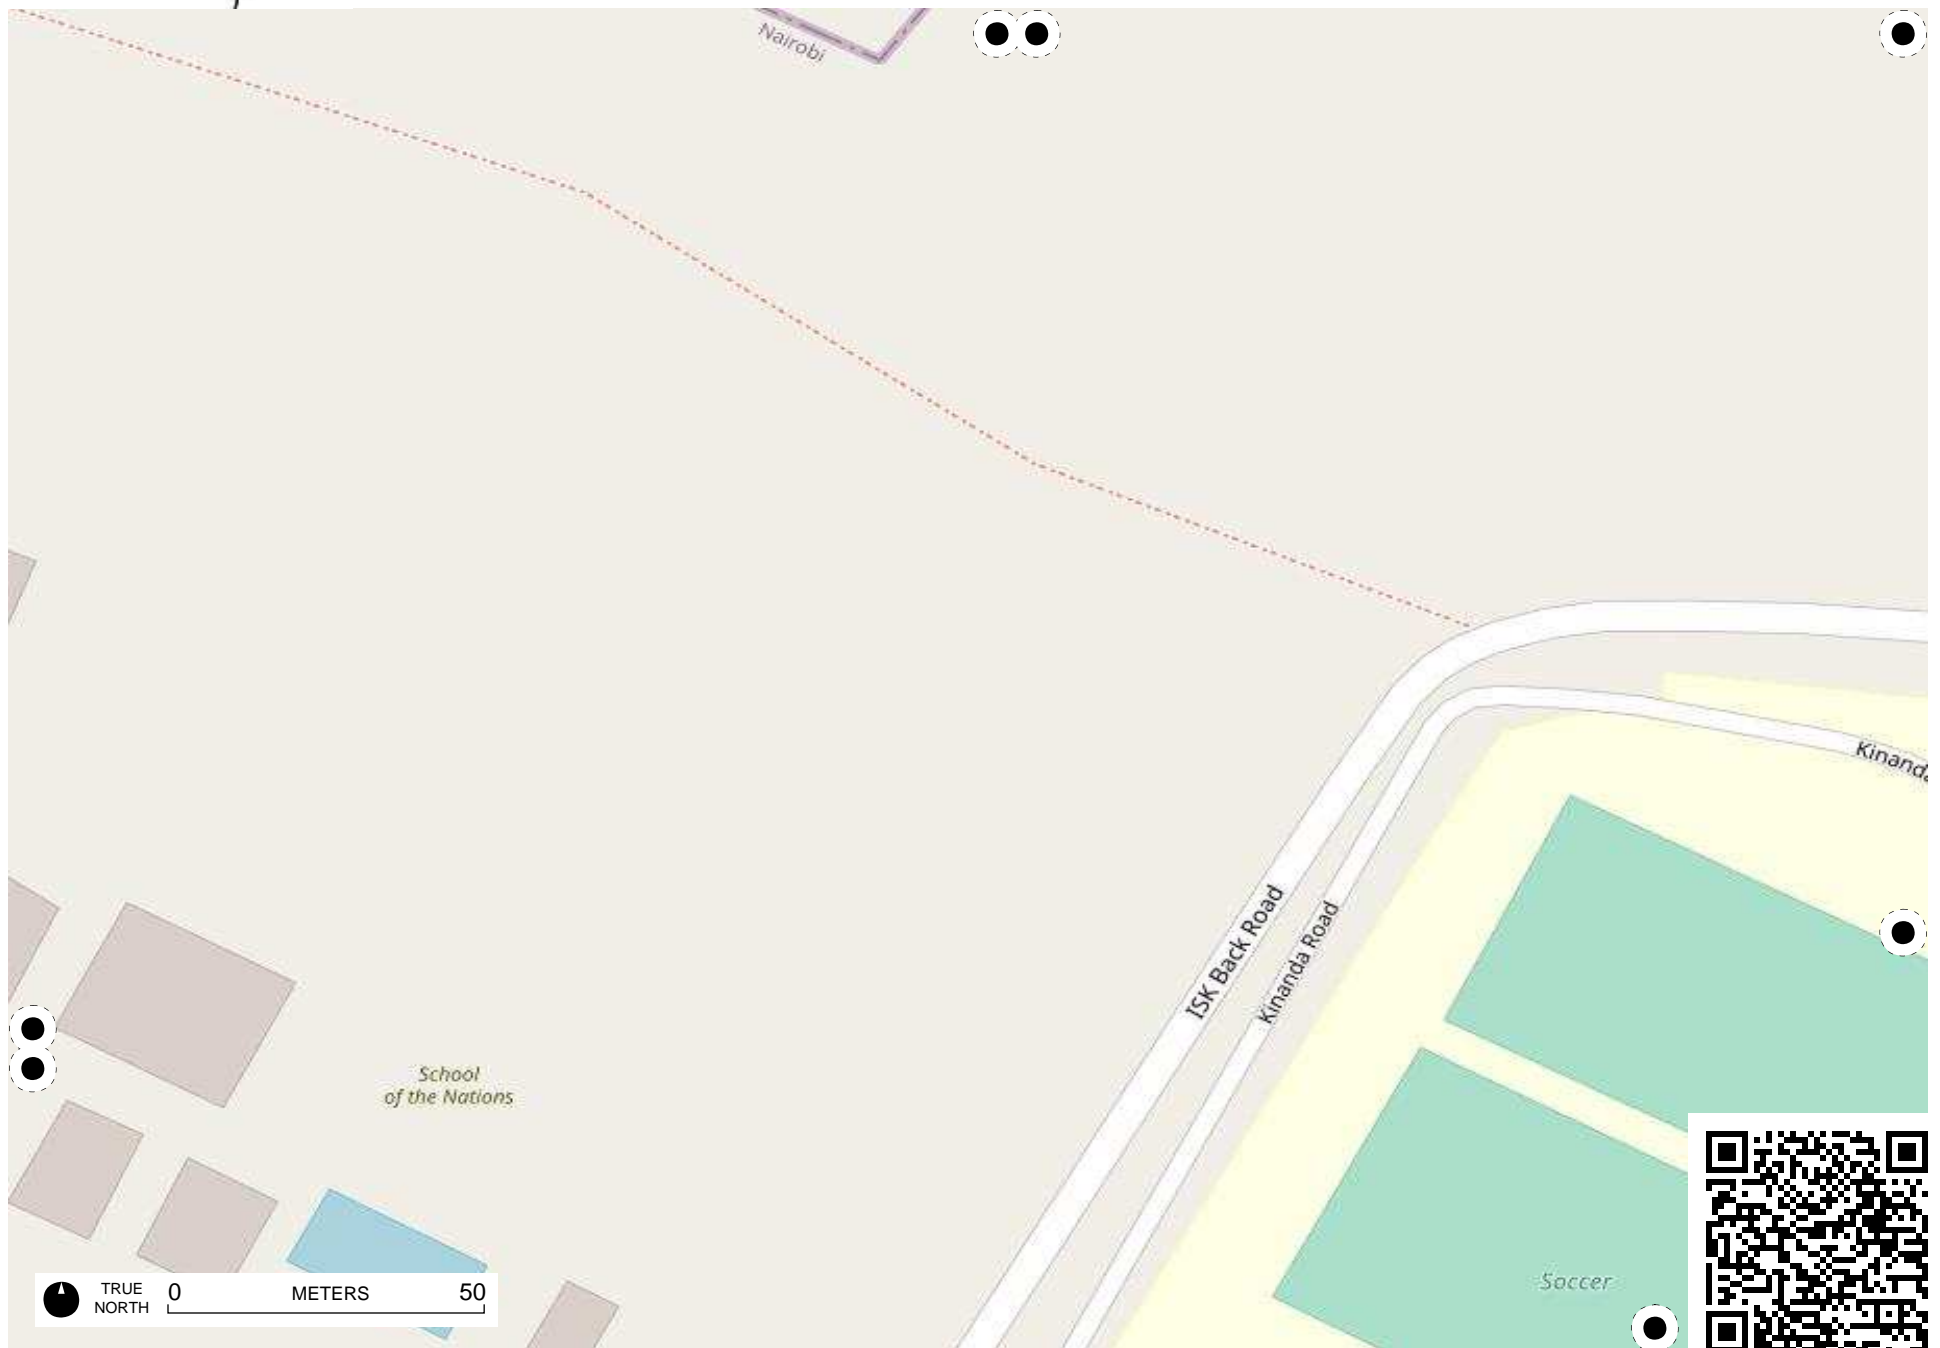 Nairobi
Kinanda
ISK Back Road
Kinanda Road
School
of the Nations
Soccer
TRUE
NORTH
0 METERS 50